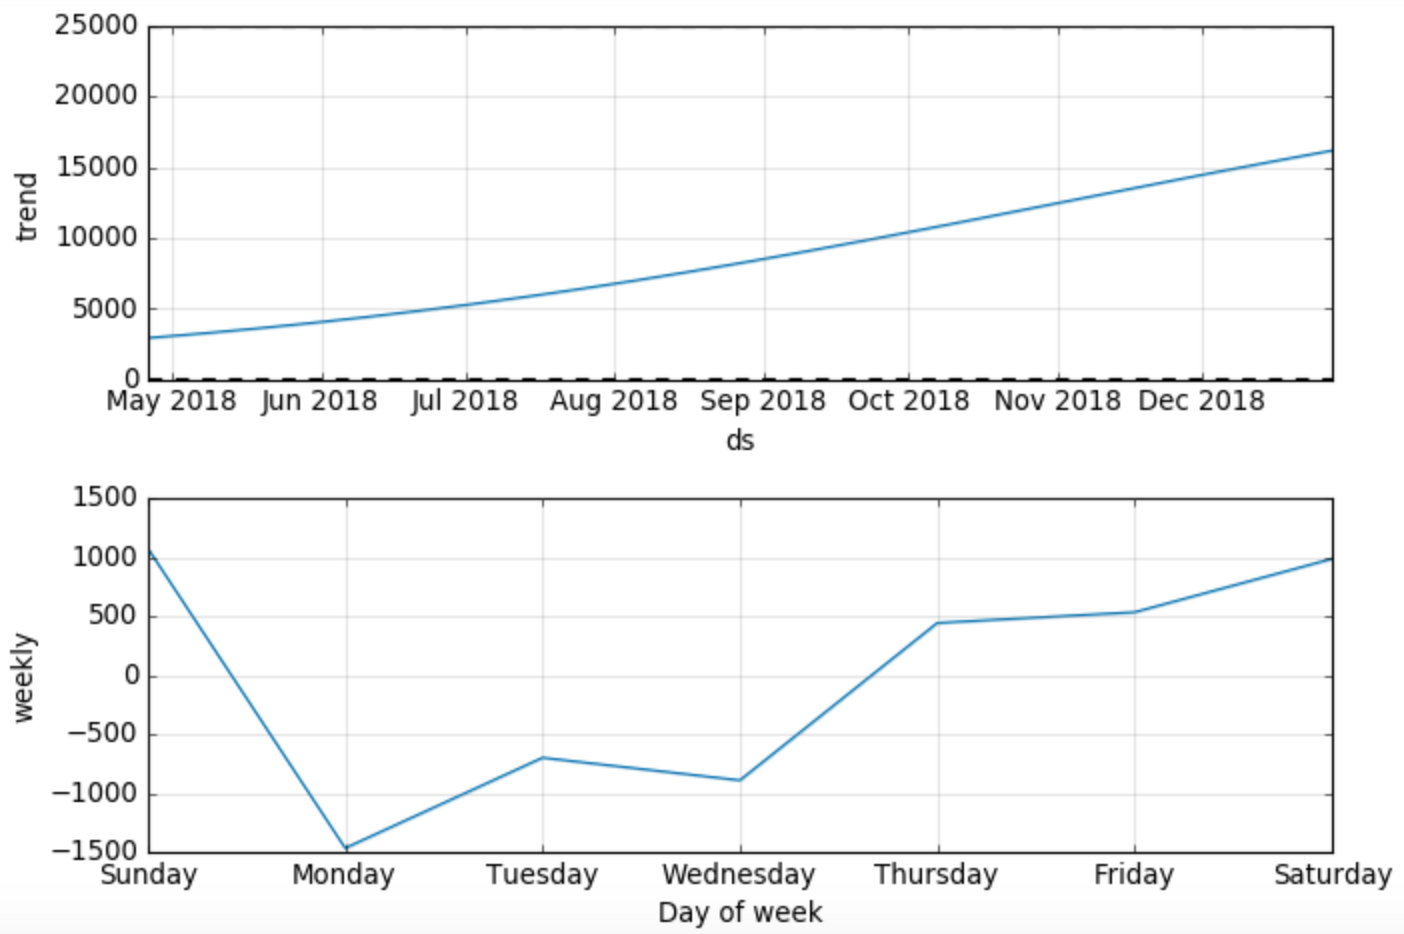 25000
20000
15000
10000
5000
0
trend
May 2018 Jun 2018 Jul 2018 Aug 2018 Sep 2018 Oct 2018 Nov 2018 Dec 2018
ds
1500
1000
500
0
−500
−1000
−1500
weekly
Sunday Monday Tuesday Wednesday Thursday Friday Saturday
Day of week